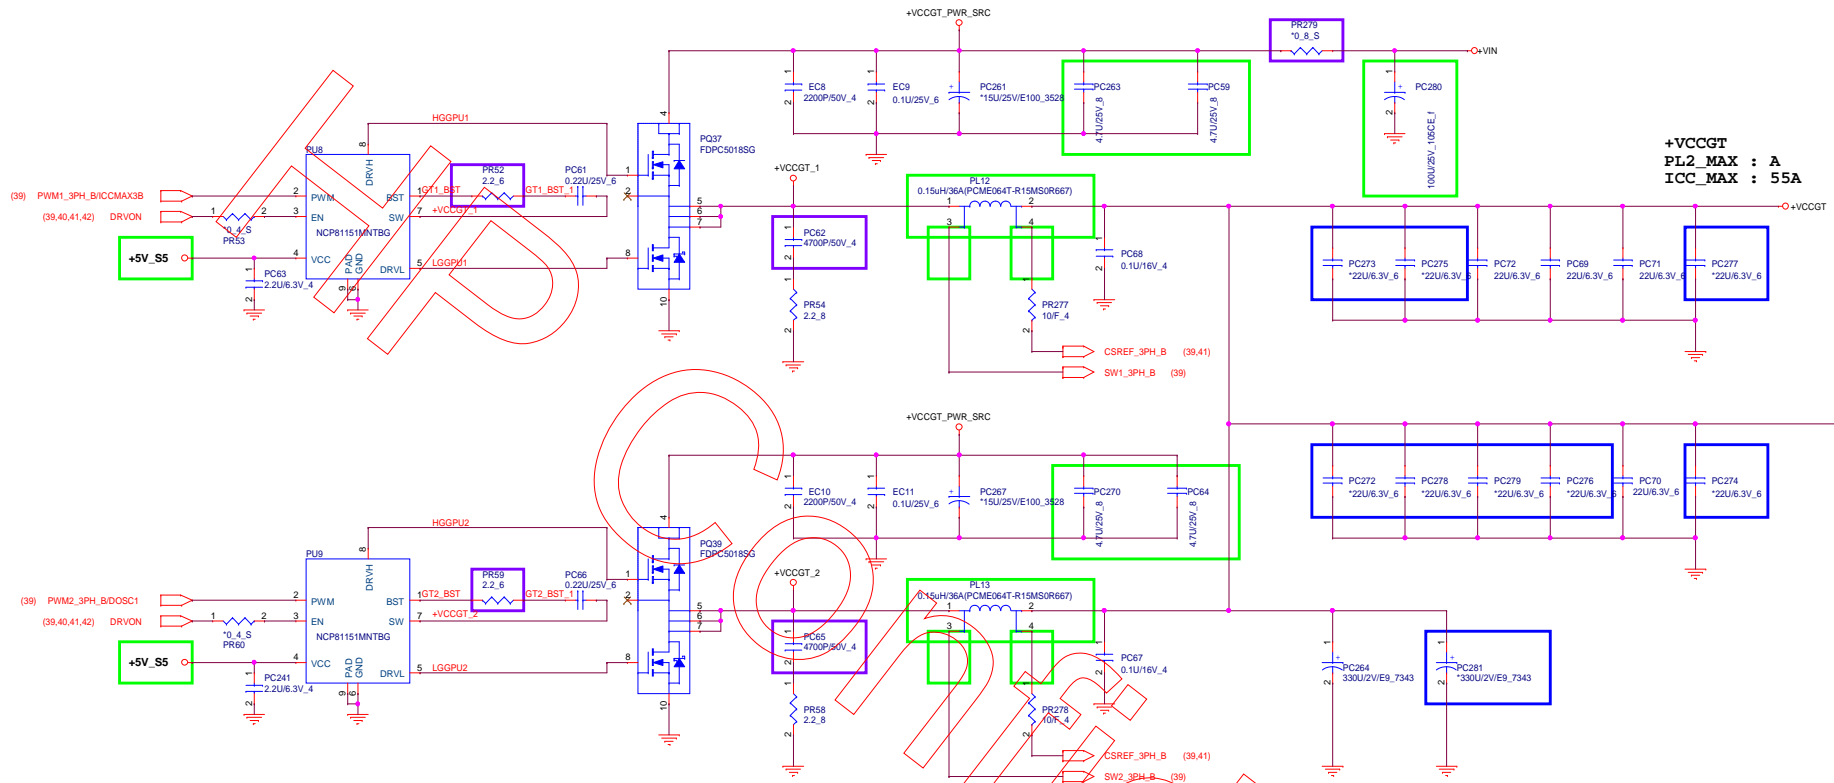 +VCCGT_PWR_SRC
PR279
*0_8_S
+VIN
EC8
2200P/50V_4
EC9
0.1U/25V_6
PC261
*15U/25V/E100_3528
PC263
4.7U/25V_8
PC59
4.7U/25V_8
PC280
100U/25V_105CE_f
+VCCGT
PL2_MAX : A
ICC_MAX : 55A
HGGPU1
PU8
PQ37
FDPC5018SG
(39) PWM1_3PH_B/ICCMAX3B
(39,40,41,42) DRVON
*0_4_S
PR53
PWM
EN
VCC
DRVH
BST
SW
DRVL
PAD
GND
NCP81151MNTBG
GT1_BST
PR52
2.2_6
GT1_BST_1
PC61
0.22U/25V_6
+VCCGT_1
LGGPU1
+5V_S5
PC63
2.2U/6.3V_4
+VCCGT_1
PC62
4700P/50V_4
PR54
2.2_8
PL12
0.15uH/36A(PCME064T-R15MS0R667)
PC68
0.1U/16V_4
PR277
10/F_4
CSREF_3PH_B (39,41)
SW1_3PH_B (39)
+VCCGT
PC273
*22U/6.3V_6
PC275
*22U/6.3V_6
PC72
22U/6.3V_6
PC69
22U/6.3V_6
PC71
22U/6.3V_6
PC277
*22U/6.3V_6
+VCCGT_PWR_SRC
EC10
2200P/50V_4
EC11
0.1U/25V_6
PC267
*15U/25V/E100_3528
PC270
4.7U/25V_8
PC64
4.7U/25V_8
PC272
*22U/6.3V_6
PC278
*22U/6.3V_6
PC279
*22U/6.3V_6
PC276
*22U/6.3V_6
PC70
22U/6.3V_6
PC274
*22U/6.3V_6
HGGPU2
PU9
PQ39
FDPC5018SG
(39) PWM2_3PH_B/DOSC1
(39,40,41,42) DRVON
*0_4_S
PR60
PWM
EN
VCC
DRVH
BST
SW
DRVL
PAD
GND
NCP81151MNTBG
GT2_BST
PR59
2.2_6
GT2_BST_1
PC66
0.22U/25V_6
+VCCGT_2
LGGPU2
+5V_S5
PC241
2.2U/6.3V_4
+VCCGT_2
PC65
4700P/50V_4
PR58
2.2_8
PL13
0.15uH/36A(PCME064T-R15MS0R667)
PC67
0.1U/16V_4
PR278
10/F_4
CSREF_3PH_B (39,41)
SW2_3PH_B (39)
PC264
330U/2V/E9_7343
PC281
*330U/2V/E9_7343